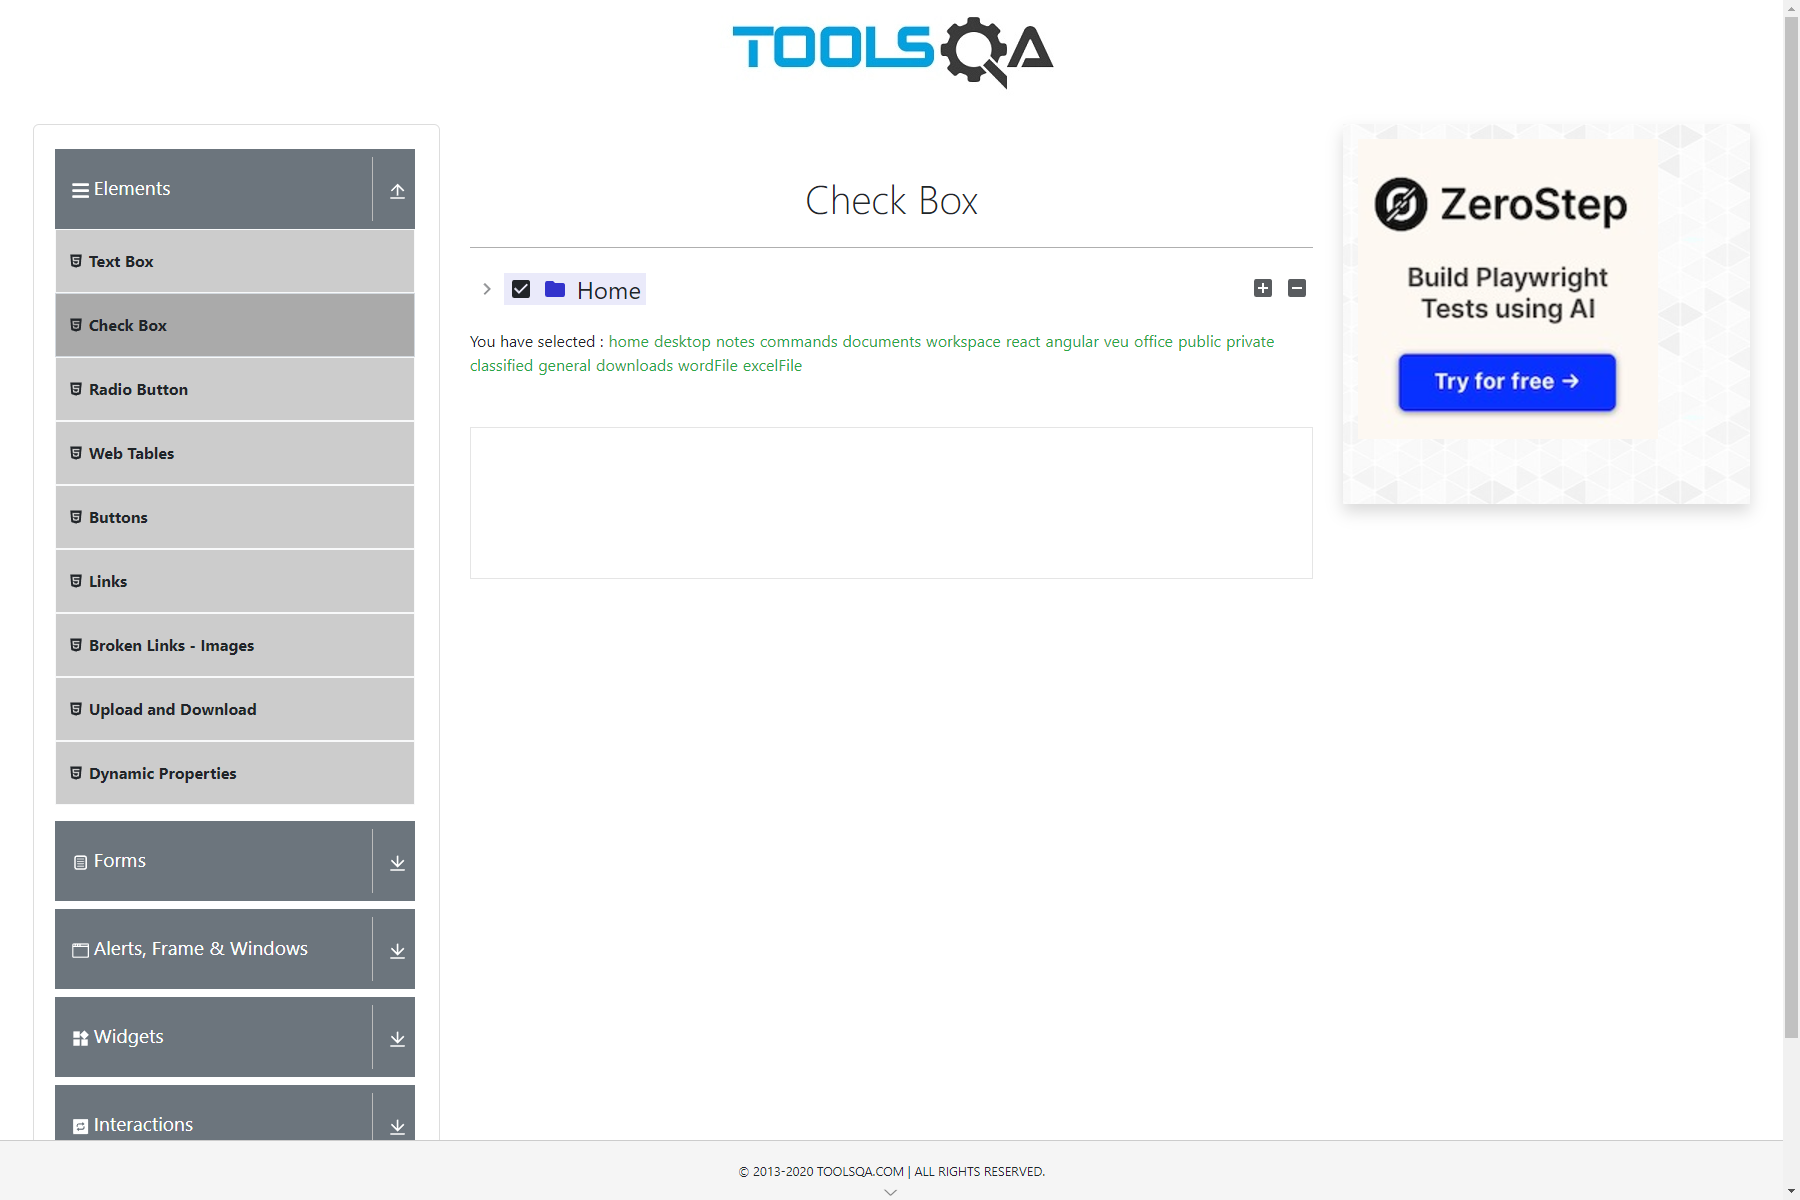 TOOLSQA
Elements
Text Box
Check Box
Radio Button
Web Tables
Buttons
Links
Broken Links - Images
Upload and Download
Dynamic Properties
Forms
Alerts, Frame & Windows
Widgets
Interactions
Check Box
Home
You have selected : home desktop notes commands documents workspace react angular veu office public private
classified general downloads wordFile excelFile
ZeroStep
Build Playwright
Tests using AI
Try for free →
© 2013-2020 TOOLSQA.COM | ALL RIGHTS RESERVED.